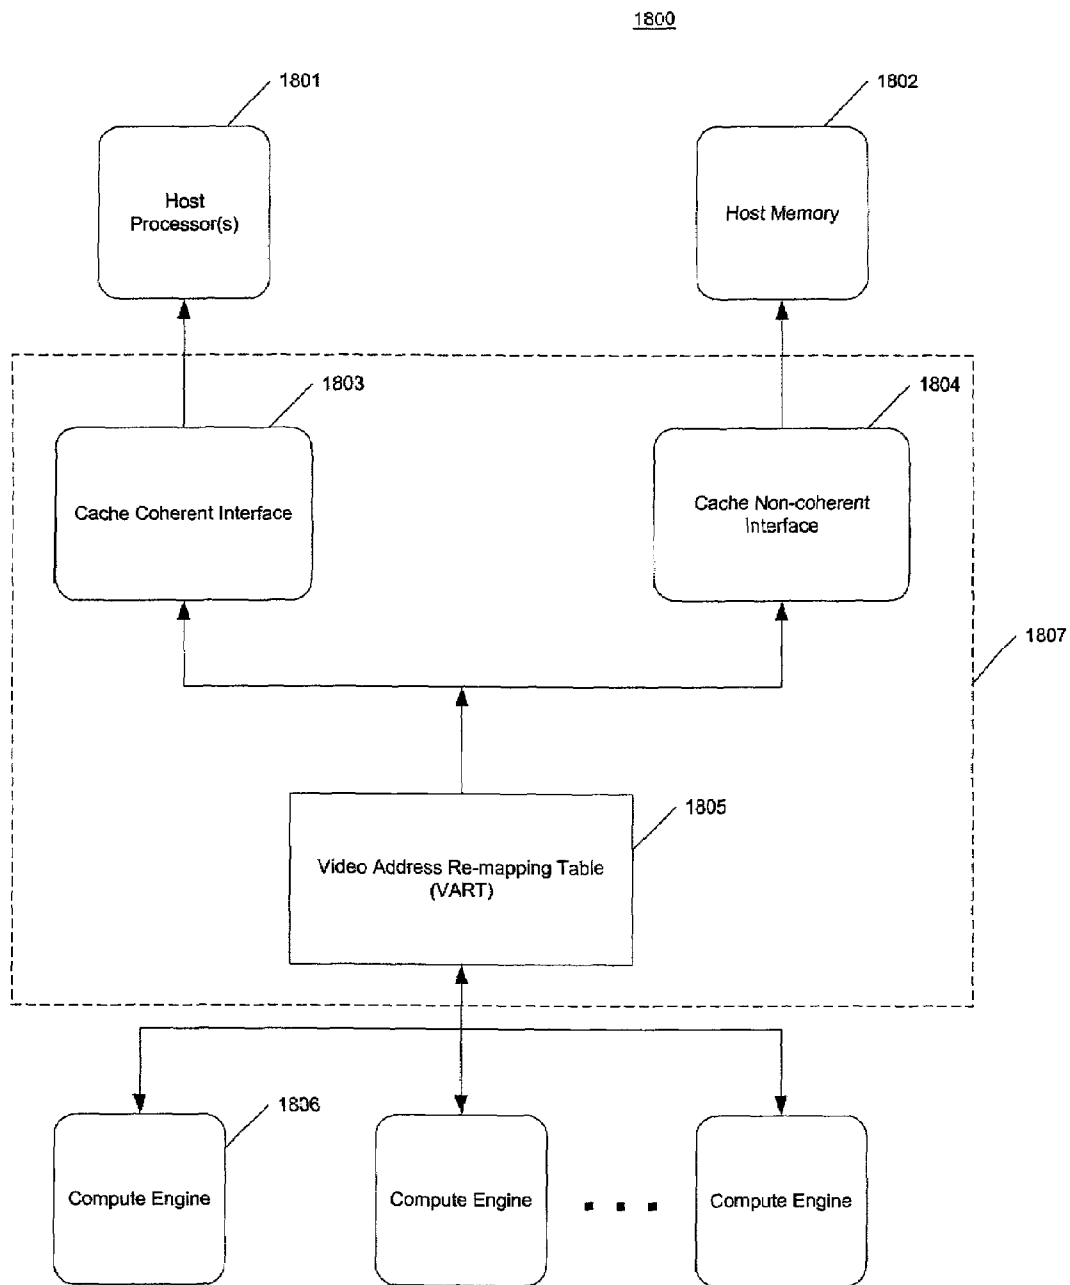 1800
1801
1802
Host
Processor(s)
Host Memory
1803
1804
Cache Coherent Interface
Cache Non-coherent
Interface
1807
1805
Video Address Re-mapping Table
(VART)
1806
Compute Engine
Compute Engine
Compute Engine